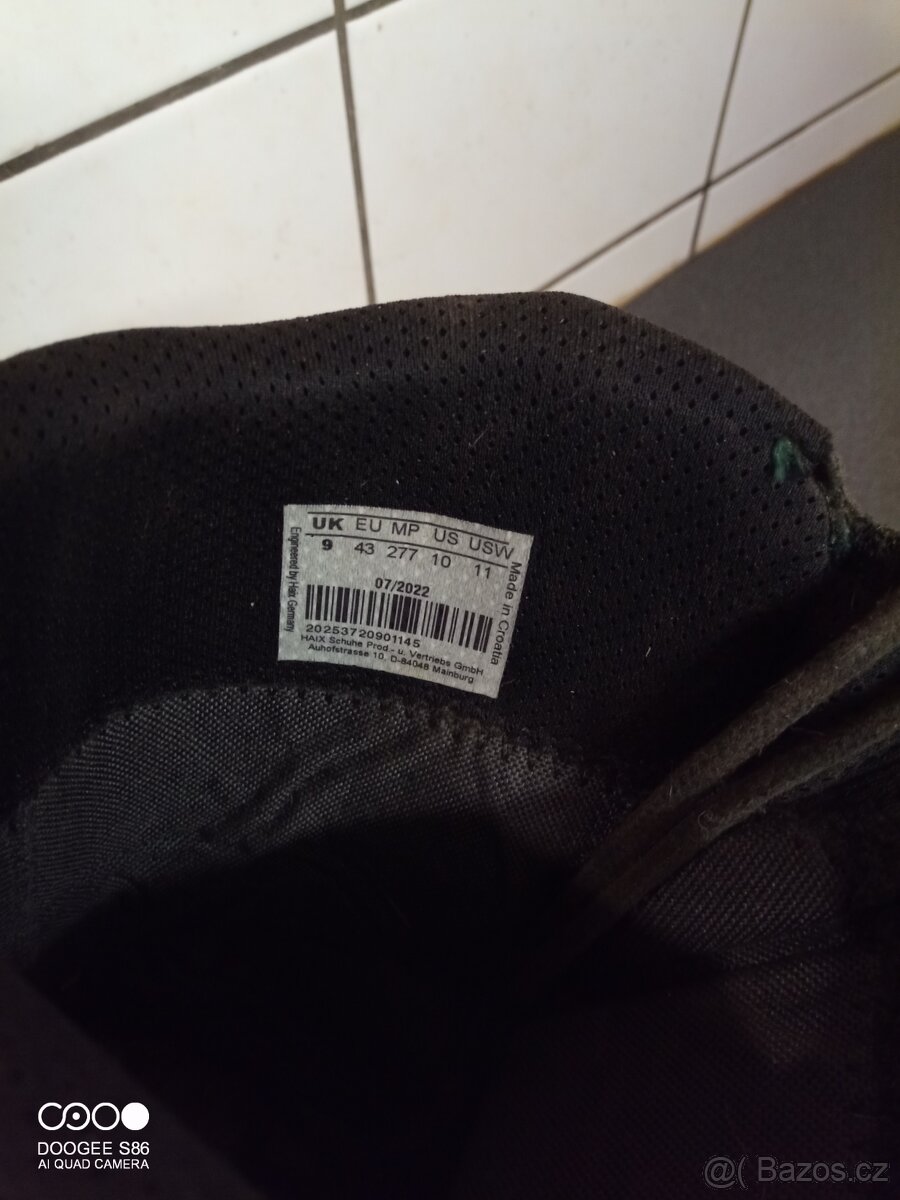 UK EU MP US USW
9 43 277 10 11
07/2022
20253720901145
HAIX Schuhe Prod.- u. Vertriebs GmbH
Auhofstrasse 10, D-84048 Mainburg
Engineered by Haix Germany
Made in Croatia
DOOGEE S86
AI QUAD CAMERA
@( Bazos.cz